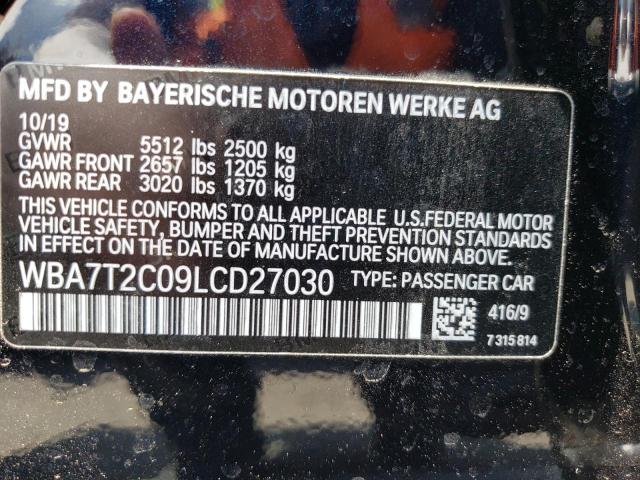 MFD BY BAYERISCHE MOTOREN WERKE AG
10/19
GVWR 5512 lbs 2500 kg
GAWR FRONT 2657 lbs 1205 kg
GAWR REAR 3020 lbs 1370 kg
THIS VEHICLE CONFORMS TO ALL APPLICABLE U.S.FEDERAL MOTOR
VEHICLE SAFETY, BUMPER AND THEFT PREVENTION STANDARDS
IN EFFECT ON THE DATE OF MANUFACTURE SHOWN ABOVE.
WBA7T2C09LCD27030 TYPE: PASSENGER CAR
416/9
7315814